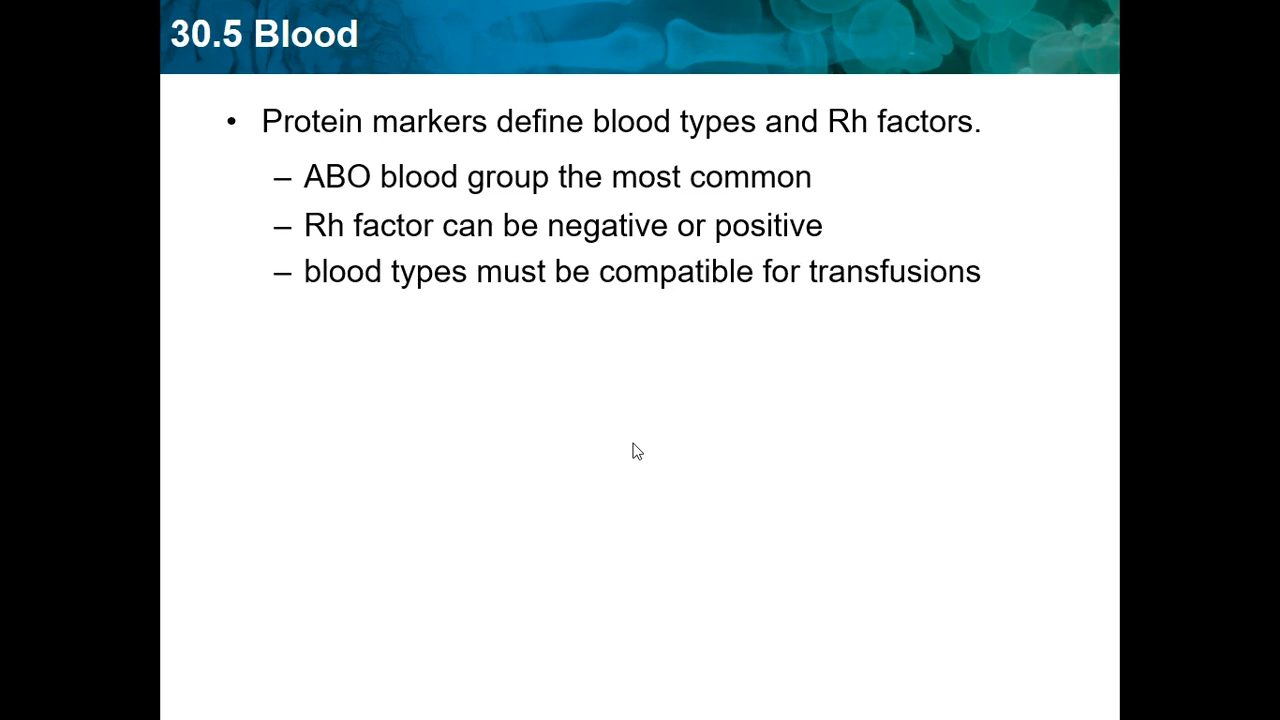 30.5 Blood
• Protein markers define blood types and Rh factors.
– ABO blood group the most common
– Rh factor can be negative or positive
– blood types must be compatible for transfusions